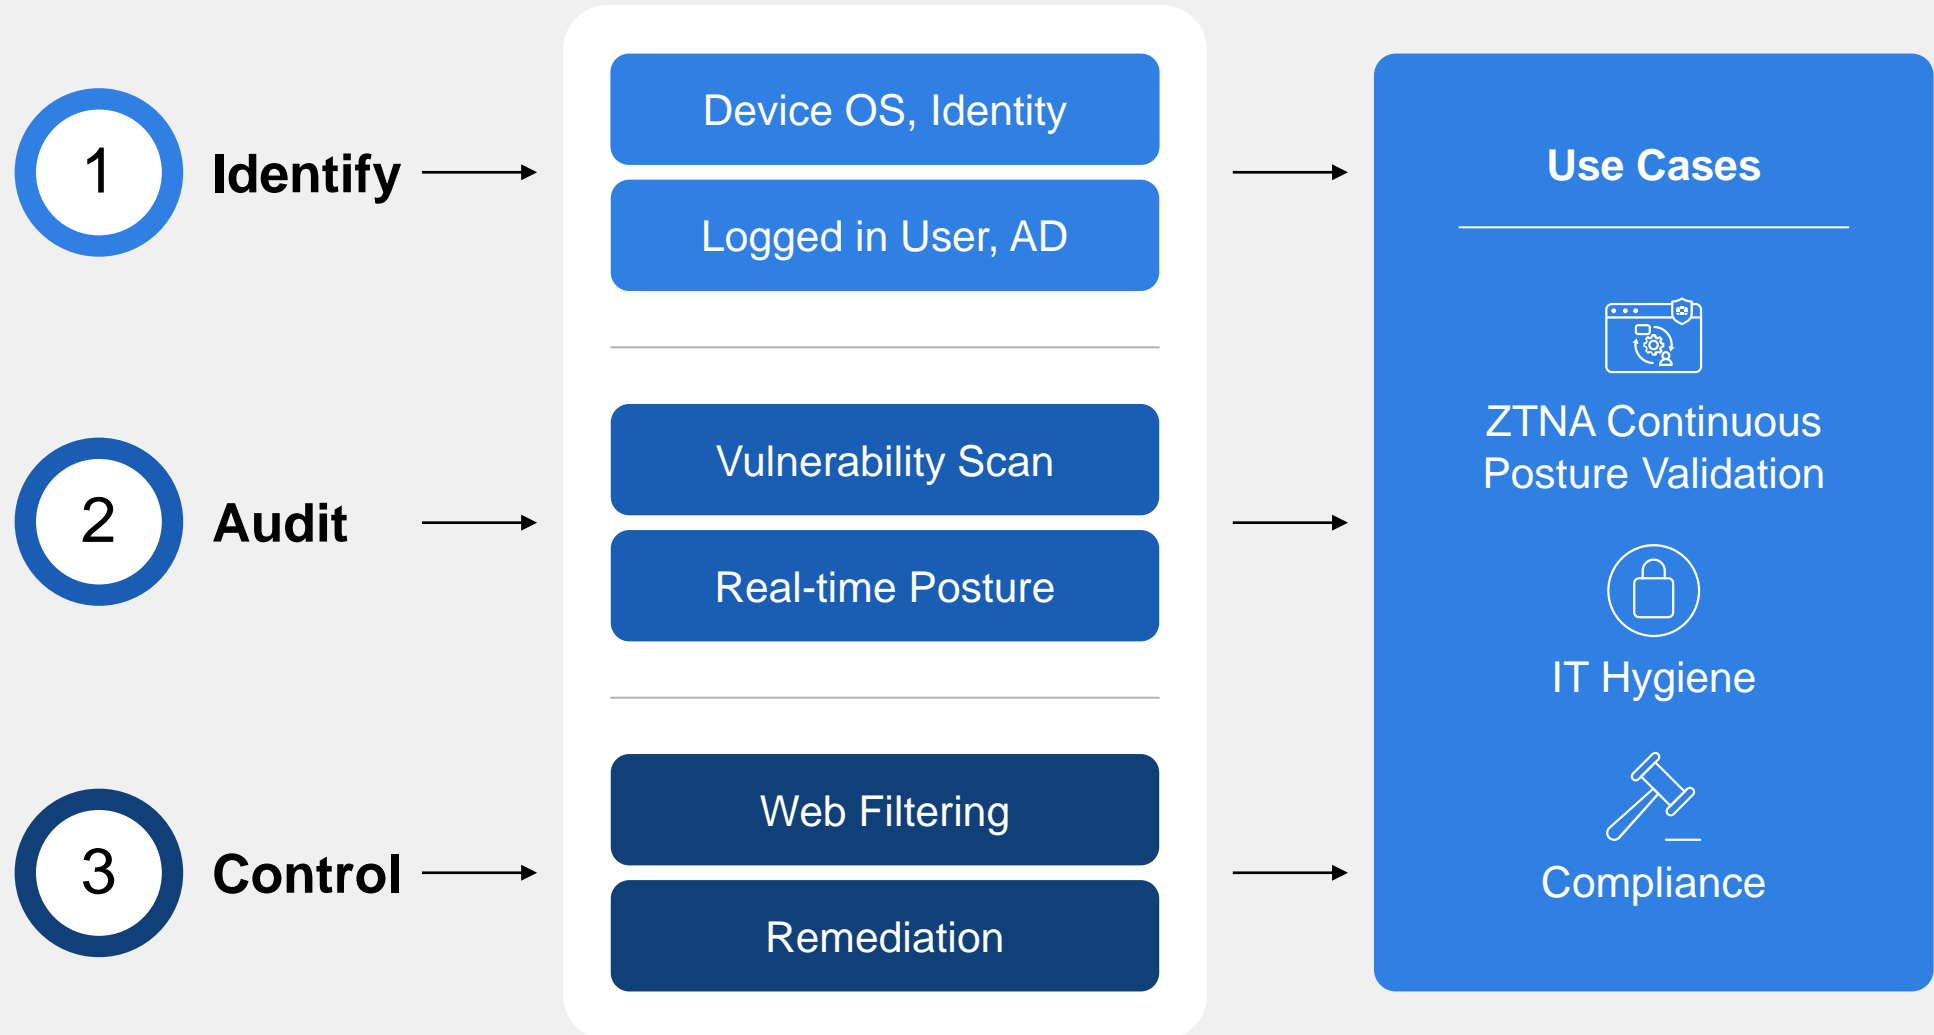 1
Identify
Device OS, Identity
Logged in User, AD
2
Audit
Vulnerability Scan
Real-time Posture
3
Control
Web Filtering
Remediation
Use Cases
ZTNA Continuous
Posture Validation
IT Hygiene
Compliance